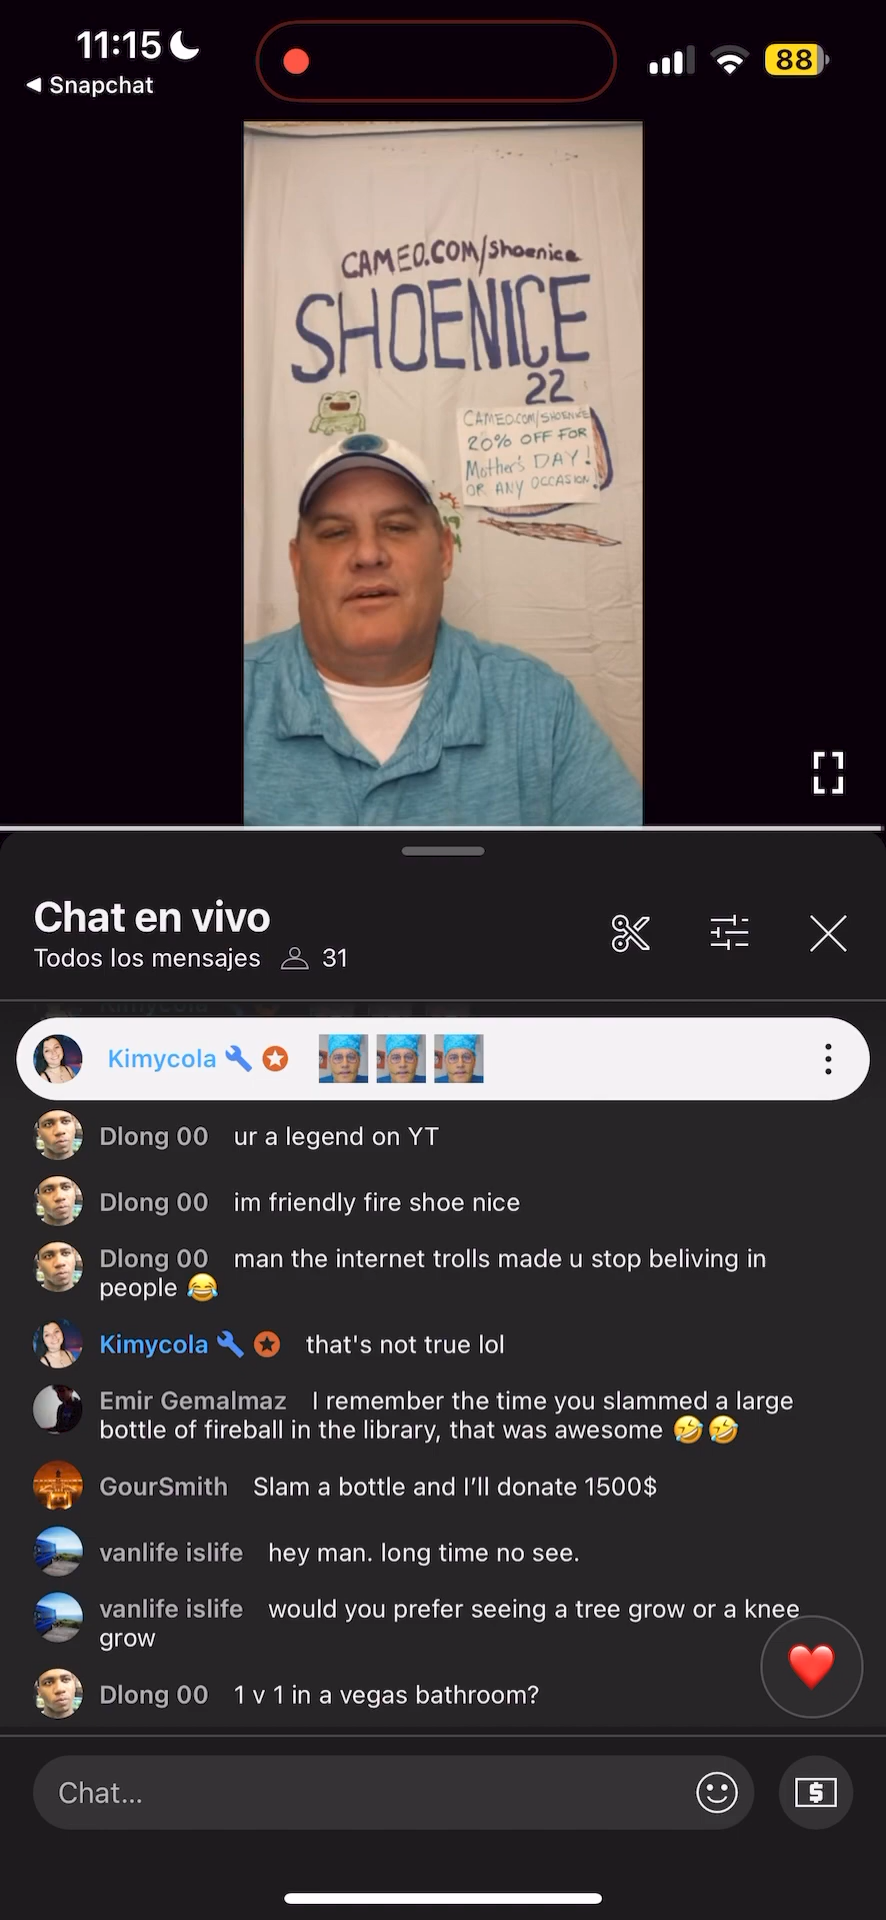 11:15
88
Snapchat
CAMEO.COM/shoenice
SHOENICE
22
CAMEO.COM/SHOENICE
20% OFF FOR
Mother's DAY!
OR ANY OCCASION!
Chat en vivo
Todos los mensajes 31
Kimycola
Dlong 00 ur a legend on YT
Dlong 00 im friendly fire shoe nice
Dlong 00 man the internet trolls made u stop beliving in
people 😂
Kimycola that's not true lol
Emir Gemalmaz I remember the time you slammed a large
bottle of fireball in the library, that was awesome 🤣🤣
GourSmith Slam a bottle and I’ll donate 1500$
vanlife islife hey man. long time no see.
vanlife islife would you prefer seeing a tree grow or a knee
grow
Dlong 00 1 v 1 in a vegas bathroom?
Chat...